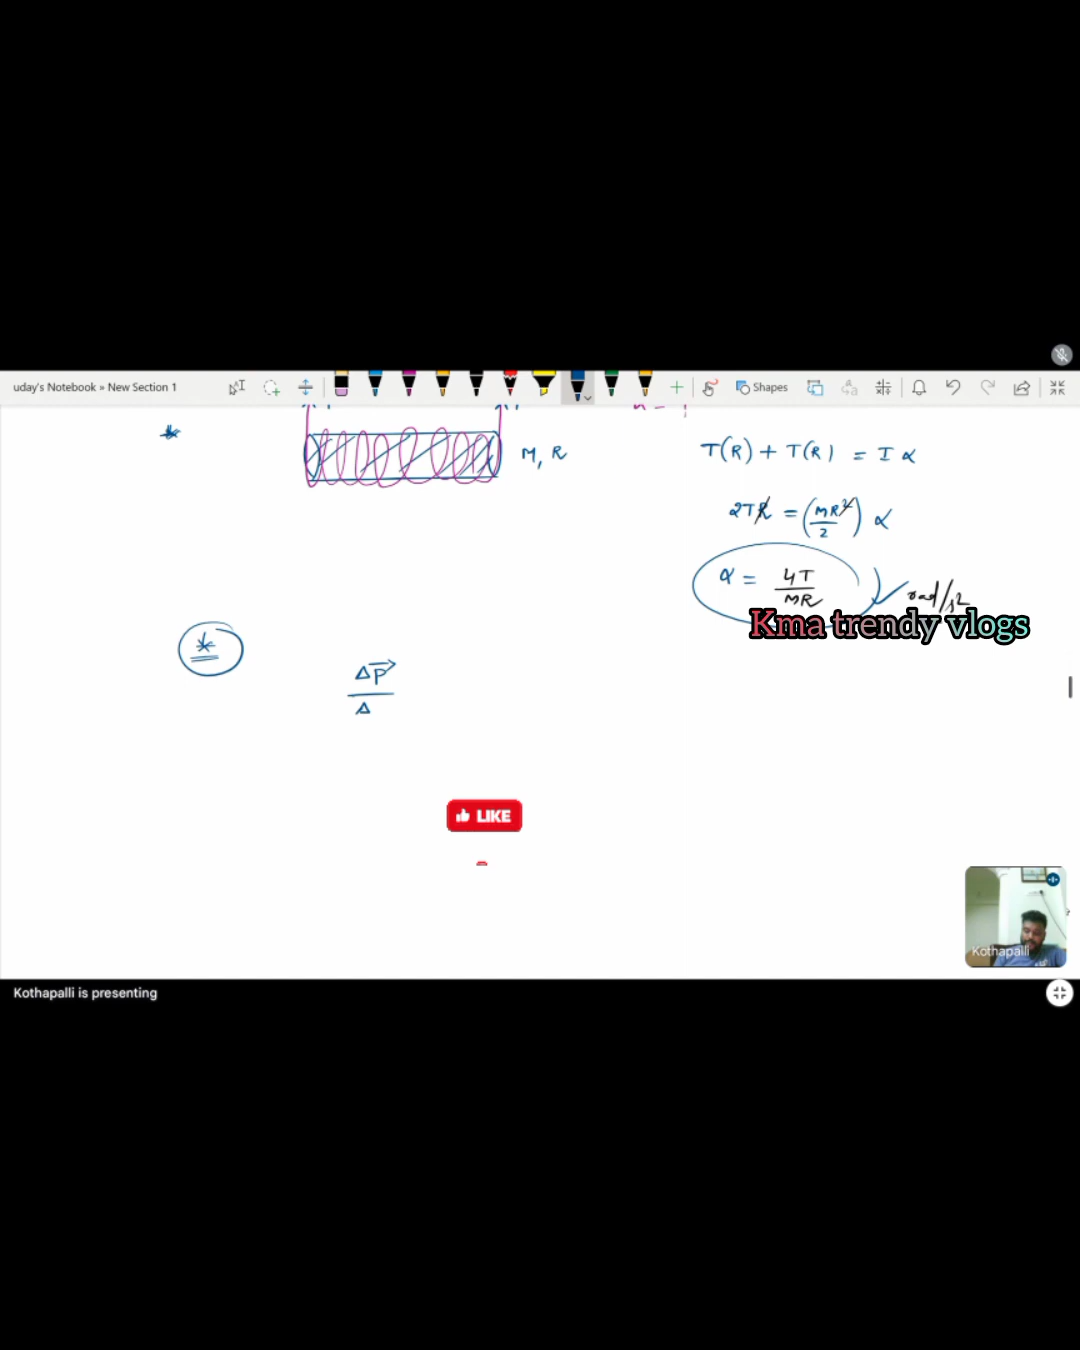 uday's Notebook » New Section 1
Shapes
*
M, R
T(R) + T(R) = I α
2TR = (MR²/2) α
α = 4T/MR
rad/s²
Kma trendy vlogs
*
ΔP⃗
Δ
LIKE
Kothapalli
Kothapalli is presenting